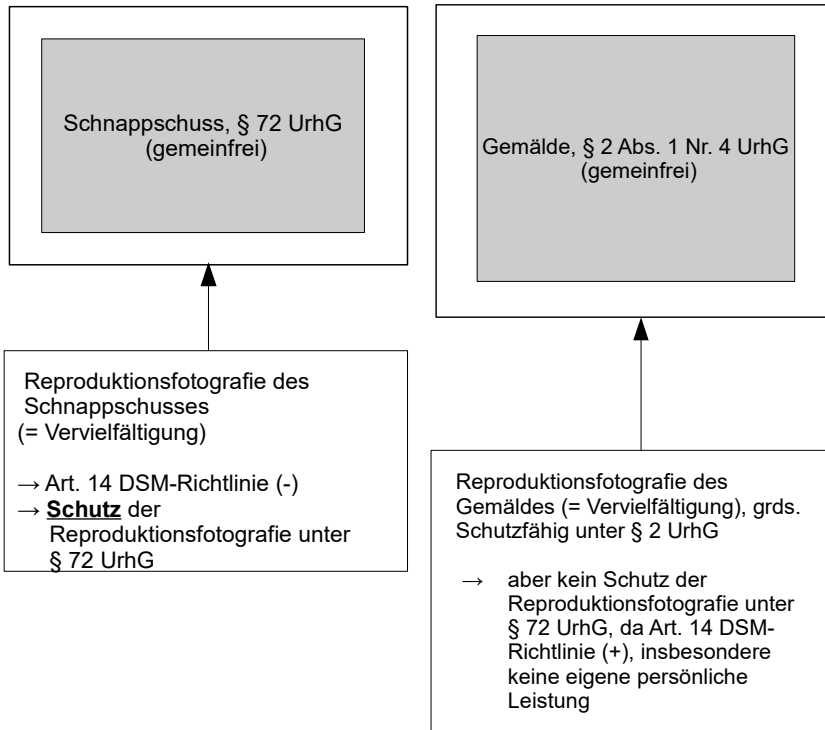 Schnappschuss, § 72 UrhG
(gemeinfrei)
Gemälde, § 2 Abs. 1 Nr. 4 UrhG
(gemeinfrei)
Reproduktionsfotografie des
Schnappschusses
(= Vervielfältigung)
→ Art. 14 DSM-Richtlinie (-)
→ Schutz der
Reproduktionsfotografie unter
§ 72 UrhG
Reproduktionsfotografie des
Gemäldes (= Vervielfältigung), grds.
Schutzfähig unter § 2 UrhG
→ aber kein Schutz der
Reproduktionsfotografie unter
§ 72 UrhG, da Art. 14 DSM-
Richtlinie (+), insbesondere
keine eigene persönliche
Leistung